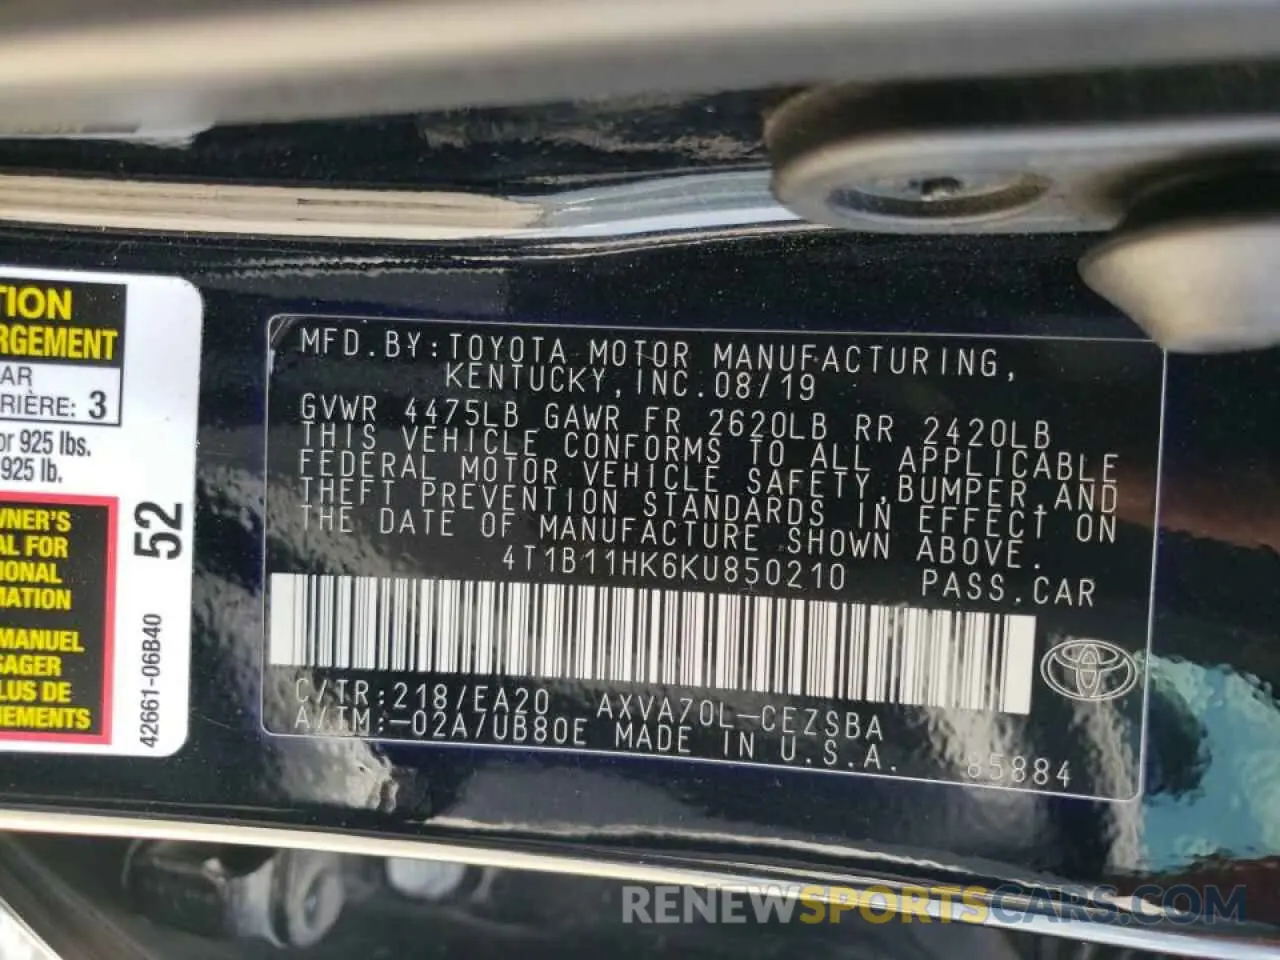 TION
RGEMENT
AR
RIÈRE: 3
or 925 lbs.
925 lb.
WNER'S
AL FOR
IONAL
MATION
MANUEL
SAGER
LUS DE
NEMENTS
52
42661-06B40
MFD.BY:TOYOTA MOTOR MANUFACTURING,
KENTUCKY,INC.08/19
GVWR 4475LB GAWR FR 2620LB RR 2420LB
THIS VEHICLE CONFORMS TO ALL APPLICABLE
FEDERAL MOTOR VEHICLE SAFETY,BUMPER,AND
THEFT PREVENTION STANDARDS IN EFFECT ON
THE DATE OF MANUFACTURE SHOWN ABOVE.
4T1B11HK6KU850210 PASS.CAR
C/TR:218/EA20 AXVA70L-CEZSBA
A/TM:-02A/UB80E MADE IN U.S.A. 85884
RENEWSPORTSCARS.COM